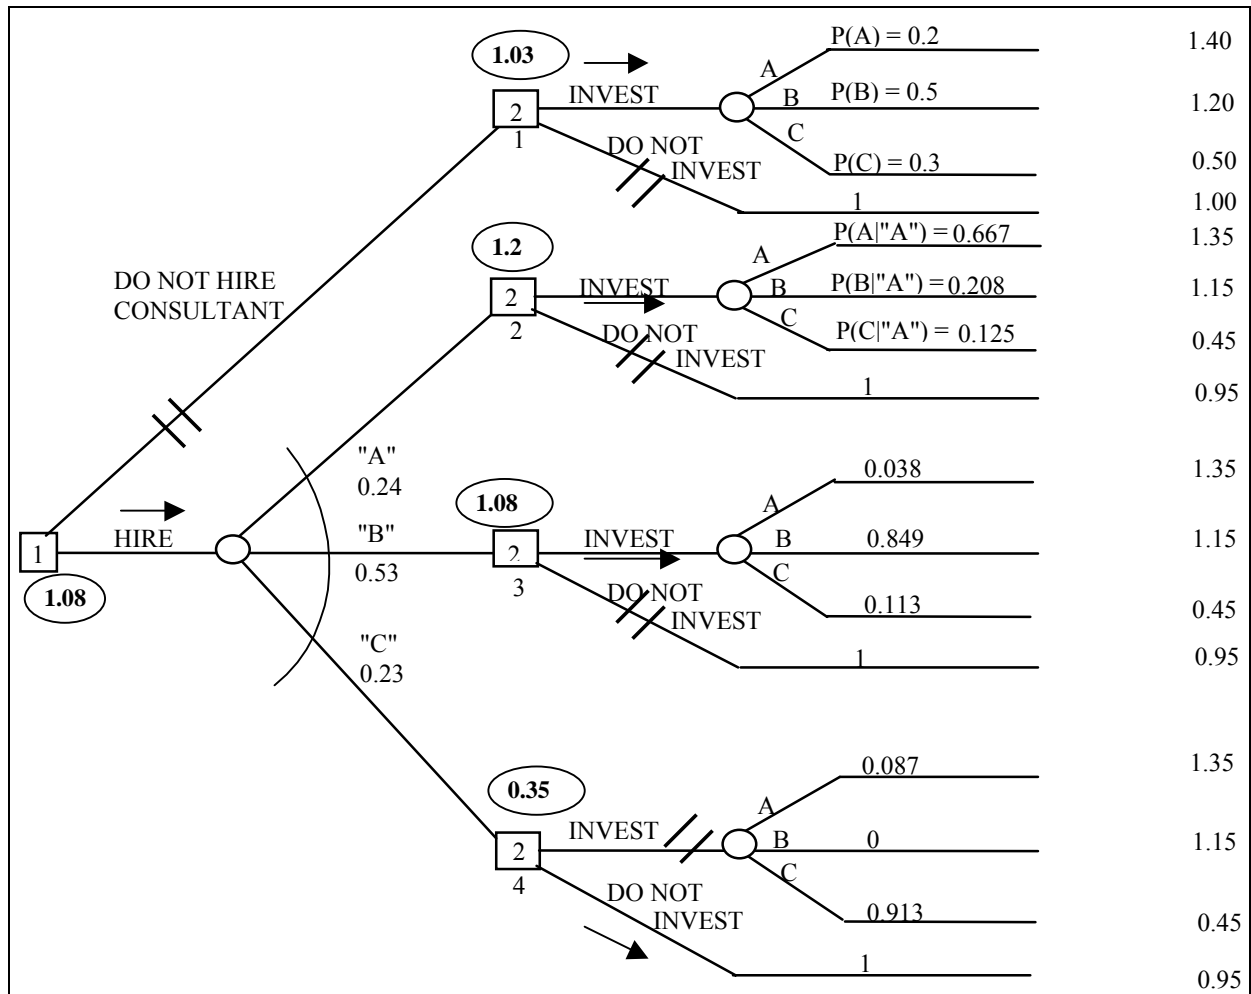 1.03
P(A) = 0.2
1.40
A
INVEST
B
P(B) = 0.5
1.20
2
1
C
DO NOT
INVEST
P(C) = 0.3
0.50
1
1.00
1.2
P(A|"A") = 0.667
1.35
A
DO NOT HIRE
CONSULTANT
INVEST
B
P(B|"A") = 0.208
1.15
2
2
C
DO NOT
INVEST
P(C|"A") = 0.125
0.45
1
0.95
"A"
0.24
1.08
0.038
1.35
A
1
HIRE
"B"
0.53
2
3
INVEST
B
0.849
1.15
1.08
C
DO NOT
INVEST
0.113
0.45
"C"
0.23
1
0.95
0.35
0.087
1.35
A
INVEST
B
0
1.15
2
4
C
DO NOT
INVEST
0.913
0.45
1
0.95